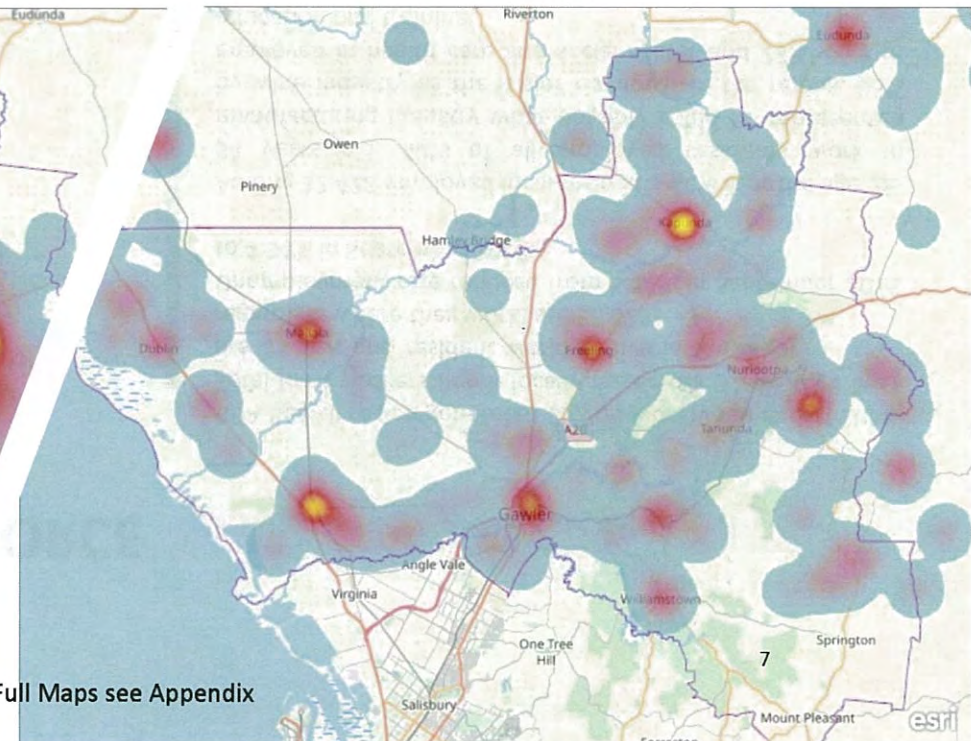 Eudunda
Riverton
Eudunda
Owen
Pinery
Kapunda
Hamley Bridge
Mallala
Dublin
Freeling
Nuriootpa
A20
Tanunda
Gawler
Angle Vale
Virginia
Williamstown
One Tree
Hill
Springton
7
Full Maps see Appendix
Salisbury
Mount Pleasant
esri